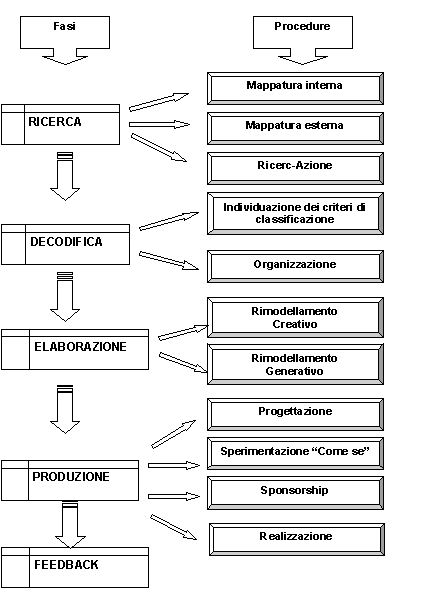 Fasi
Procedure
RICERCA
Mappatura interna
Mappatura esterna
Ricerc-Azione
DECODIFICA
Individuazione dei criteri di
classificazione
Organizzazione
ELABORAZIONE
Rimodellamento
Creativo
Rimodellamento
Generativo
PRODUZIONE
Progettazione
Sperimentazione “Come se”
Sponsorship
Realizzazione
FEEDBACK